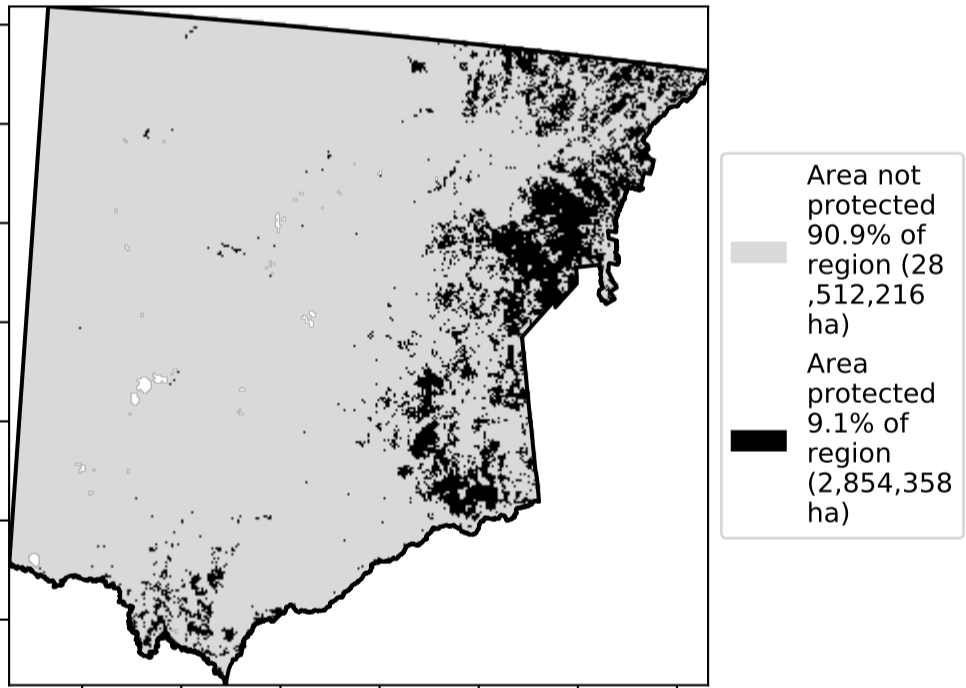 Area not
protected
90.9% of
region (28
,512,216
ha)
Area
protected
9.1% of
region
(2,854,358
ha)